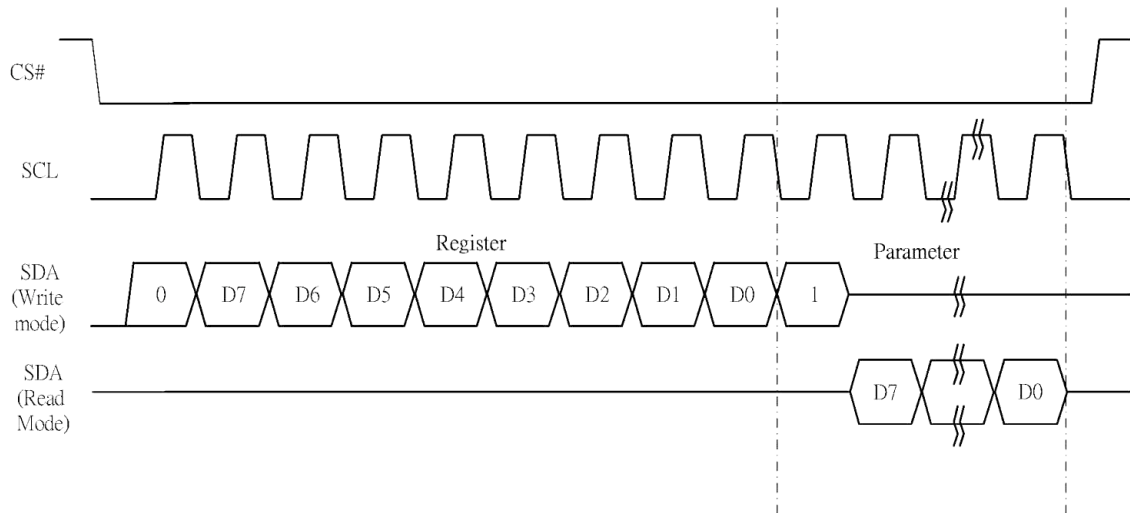 CS#
SCL
Register
Parameter
SDA
(Write
mode)
0 D7 D6 D5 D4 D3 D2 D1 D0 1
SDA
(Read
Mode)
D7 D0